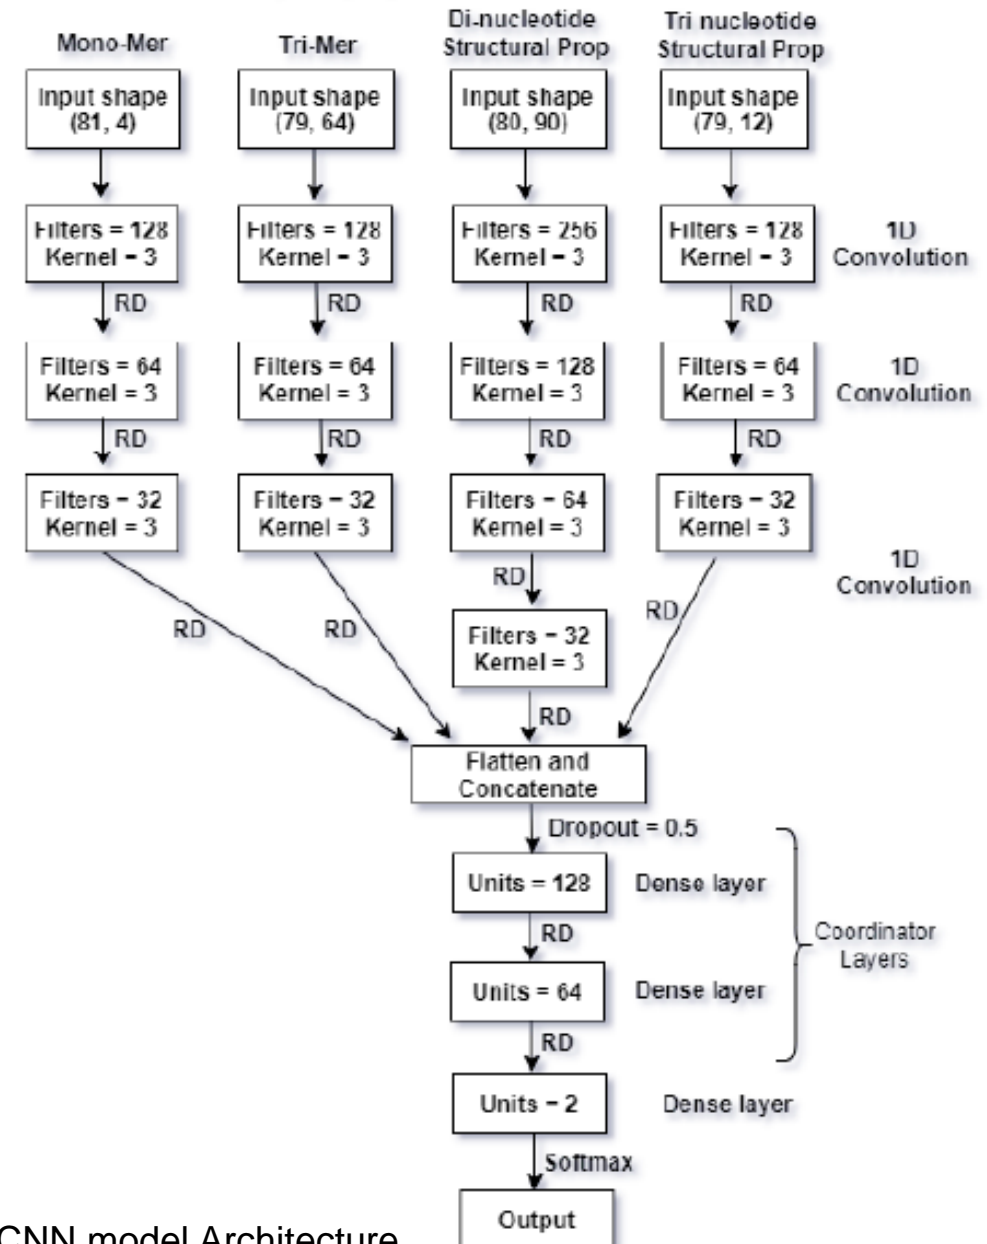 Mono-Mer
Tri-Mer
Di-nucleotide
Structural Prop
Tri nucleotide
Structural Prop
Input shape
(81, 4)
Input shape
(79, 64)
Input shape
(80, 90)
Input shape
(79, 12)
Filters = 128
Kernel = 3
Filters = 128
Kernel = 3
Filters = 256
Kernel = 3
Filters = 128
Kernel = 3
1D
Convolution
RD
RD
RD
RD
Filters = 64
Kernel = 3
Filters = 64
Kernel = 3
Filters = 128
Kernel = 3
Filters = 64
Kernel = 3
1D
Convolution
RD
RD
RD
RD
Filters = 32
Kernel = 3
Filters = 32
Kernel = 3
Filters = 64
Kernel = 3
Filters = 32
Kernel = 3
1D
Convolution
RD
RD
RD
RD
Filters = 32
Kernel = 3
RD
Flatten and
Concatenate
Dropout = 0.5
Units = 128
Dense layer
RD
Coordinator
Layers
Units = 64
Dense layer
RD
Units = 2
Dense layer
Softmax
Output
CNN model Architecture